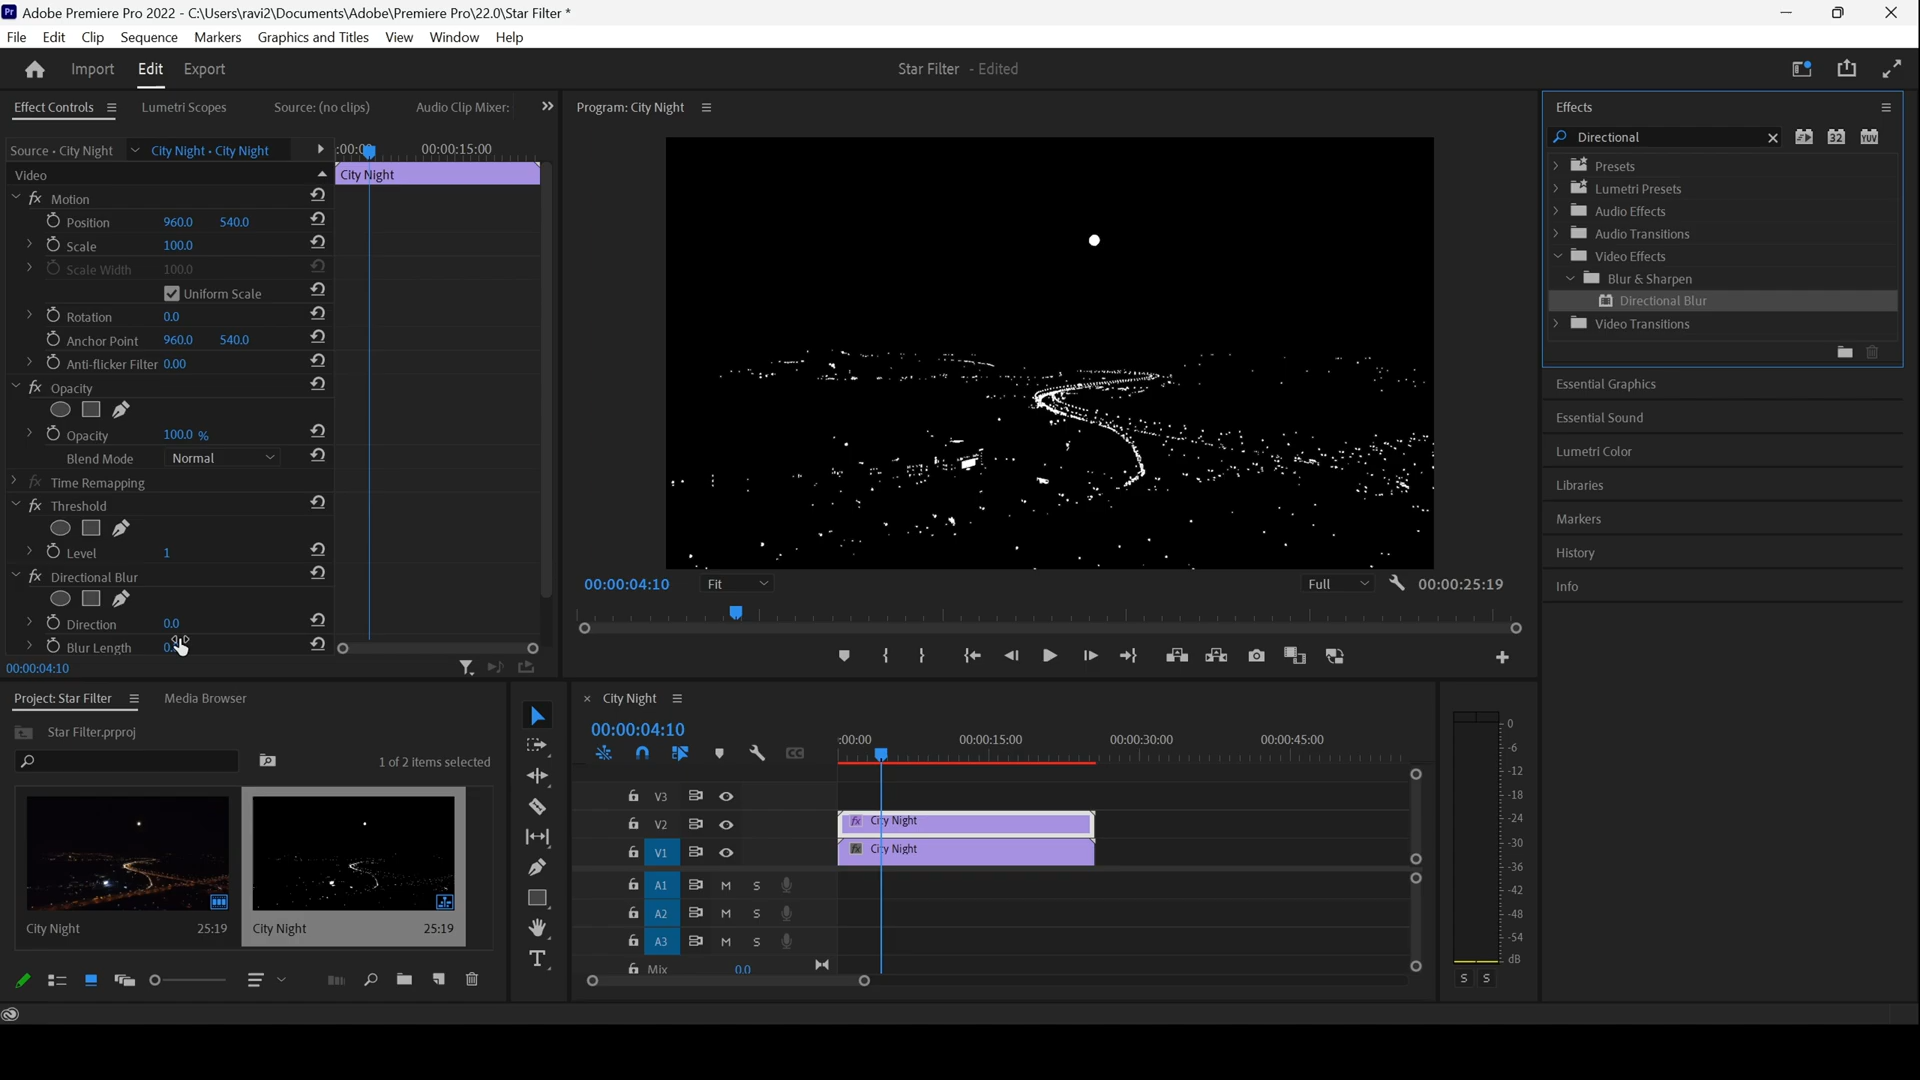 Adobe Premiere Pro 2022 - C:\Users\ravi2\Documents\Adobe\Premiere Pro\22.0\Star Filter *
File Edit Clip Sequence Markers Graphics and Titles View Window Help
Import Edit Export
Star Filter - Edited
Effect Controls Lumetri Scopes Source: (no clips) Audio Clip Mixer:
Source • City Night City Night • City Night
:00:00 00:00:15:00
City Night
Video
Motion
Position 960.0 540.0
Scale 100.0
Scale Width 100.0
Uniform Scale
Rotation 0.0
Anchor Point 960.0 540.0
Anti-flicker Filter 0.00
Opacity
Opacity 100.0 %
Blend Mode Normal
Time Remapping
Threshold
Level 1
Directional Blur
Direction 0.0
Blur Length
00:00:04:10
Program: City Night
00:00:04:10 Fit Full 00:00:25:19
Effects
Directional
32 YUV
Presets
Lumetri Presets
Audio Effects
Audio Transitions
Video Effects
Blur & Sharpen
Directional Blur
Video Transitions
Essential Graphics
Essential Sound
Lumetri Color
Libraries
Markers
History
Info
Project: Star Filter Media Browser
Star Filter.prproj
1 of 2 items selected
City Night 25:19
City Night 25:19
× City Night
00:00:04:10
:00:00 00:00:15:00 00:00:30:00 00:00:45:00
V3
V2
V1
A1 M S
A2 M S
A3 M S
Mix 0.0
City Night
City Night
0
-6
-12
-18
-24
-30
-36
-42
-48
-54
dB
S S